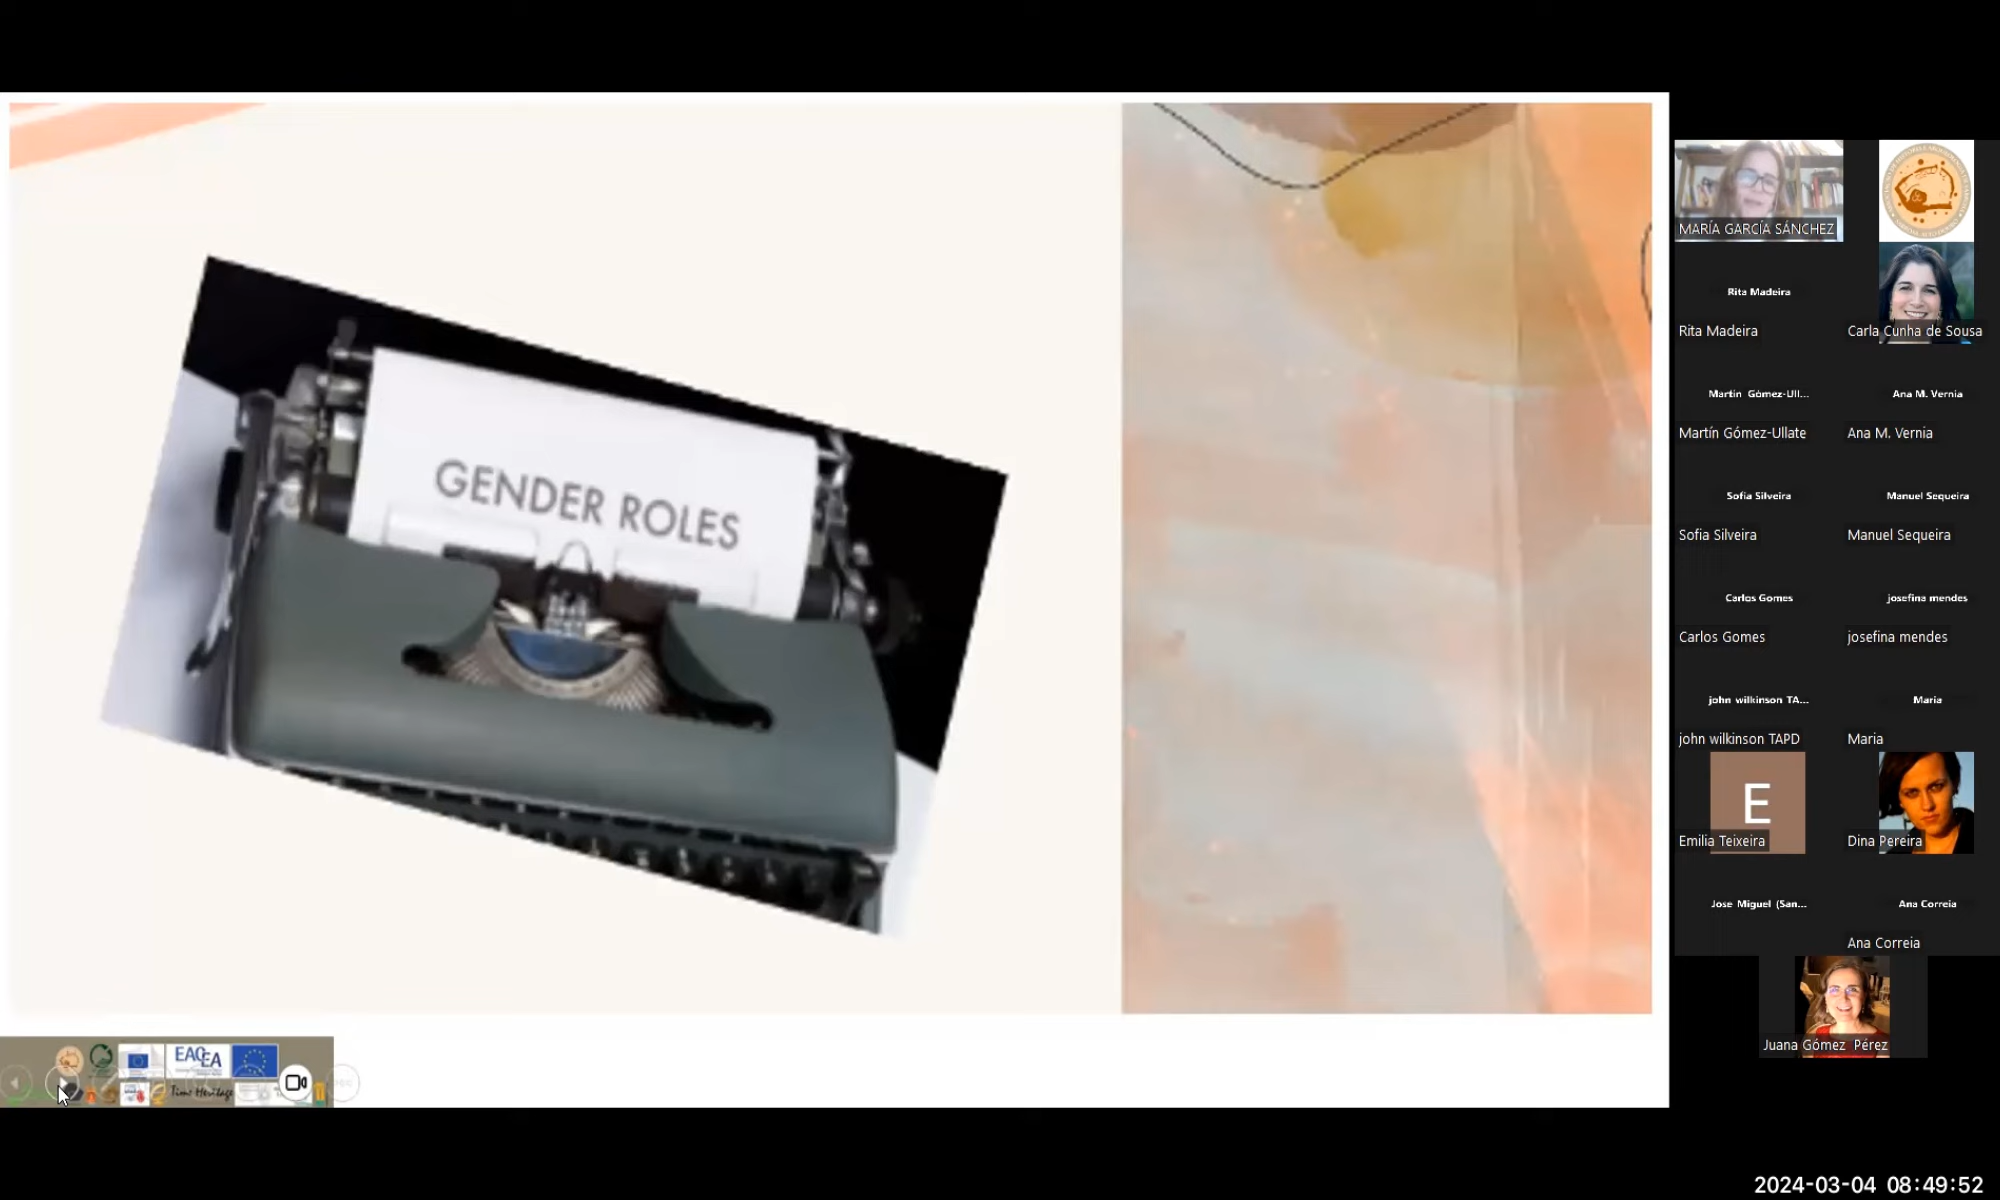 GENDER ROLES
EACEA
Time Heritage
MARÍA GARCÍA SÁNCHEZ
Rita Madeira
Rita Madeira
Carla Cunha de Sousa
Martín Gómez-Ull...
Martín Gómez-Ullate
Ana M. Vernia
Ana M. Vernia
Sofia Silveira
Sofia Silveira
Manuel Sequeira
Manuel Sequeira
Carlos Gomes
Carlos Gomes
josefina mendes
josefina mendes
john wilkinson TA...
john wilkinson TAPD
Maria
Maria
E
Emilia Teixeira
Dina Pereira
Jose Miguel (San...
Ana Correia
Ana Correia
Juana Gómez Pérez
2024-03-04 08:49:52